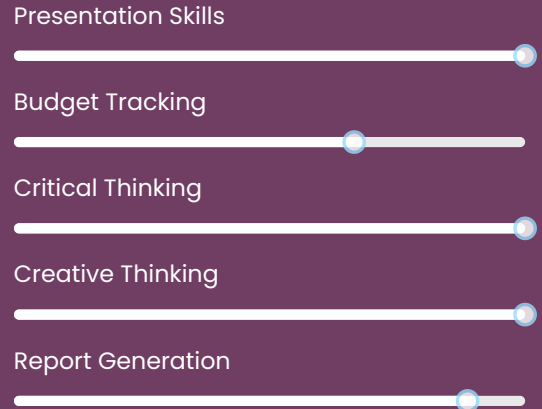 Presentation Skills
Budget Tracking
Critical Thinking
Creative Thinking
Report Generation